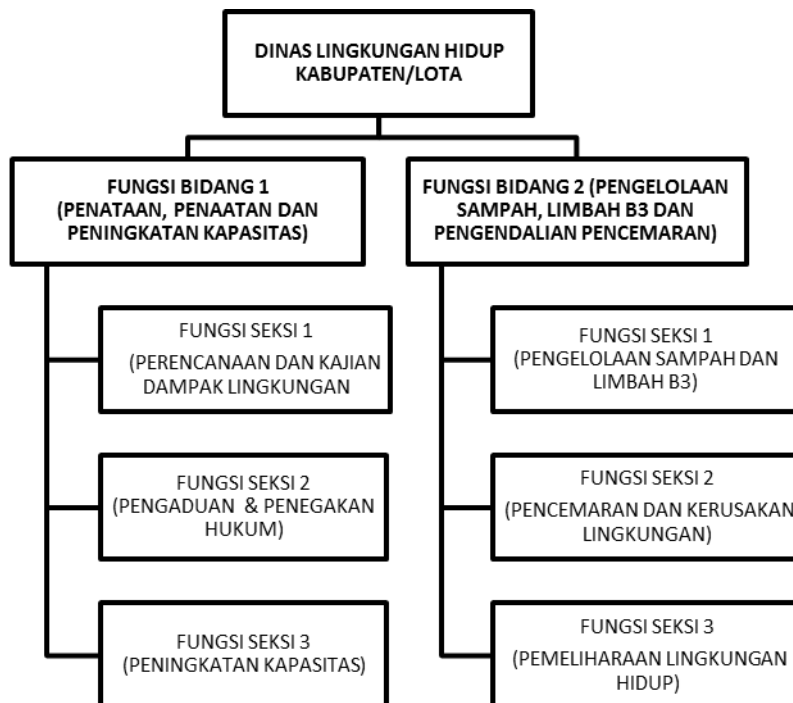 DINAS LINGKUNGAN HIDUP
KABUPATEN/LOTA
FUNGSI BIDANG 1
(PENATAAN, PENAATAN DAN
PENINGKATAN KAPASITAS)
FUNGSI SEKSI 1
(PERENCANAAN DAN KAJIAN
DAMPAK LINGKUNGAN
FUNGSI SEKSI 2
(PENGADUAN & PENEGAKAN
HUKUM)
FUNGSI SEKSI 3
(PENINGKATAN KAPASITAS)
FUNGSI BIDANG 2 (PENGELOLAAN
SAMPAH, LIMBAH B3 DAN
PENGENDALIAN PENCEMARAN)
FUNGSI SEKSI 1
(PENGELOLAAN SAMPAH DAN
LIMBAH B3)
FUNGSI SEKSI 2
(PENCEMARAN DAN KERUSAKAN
LINGKUNGAN)
FUNGSI SEKSI 3
(PEMELIHARAAN LINGKUNGAN
HIDUP)